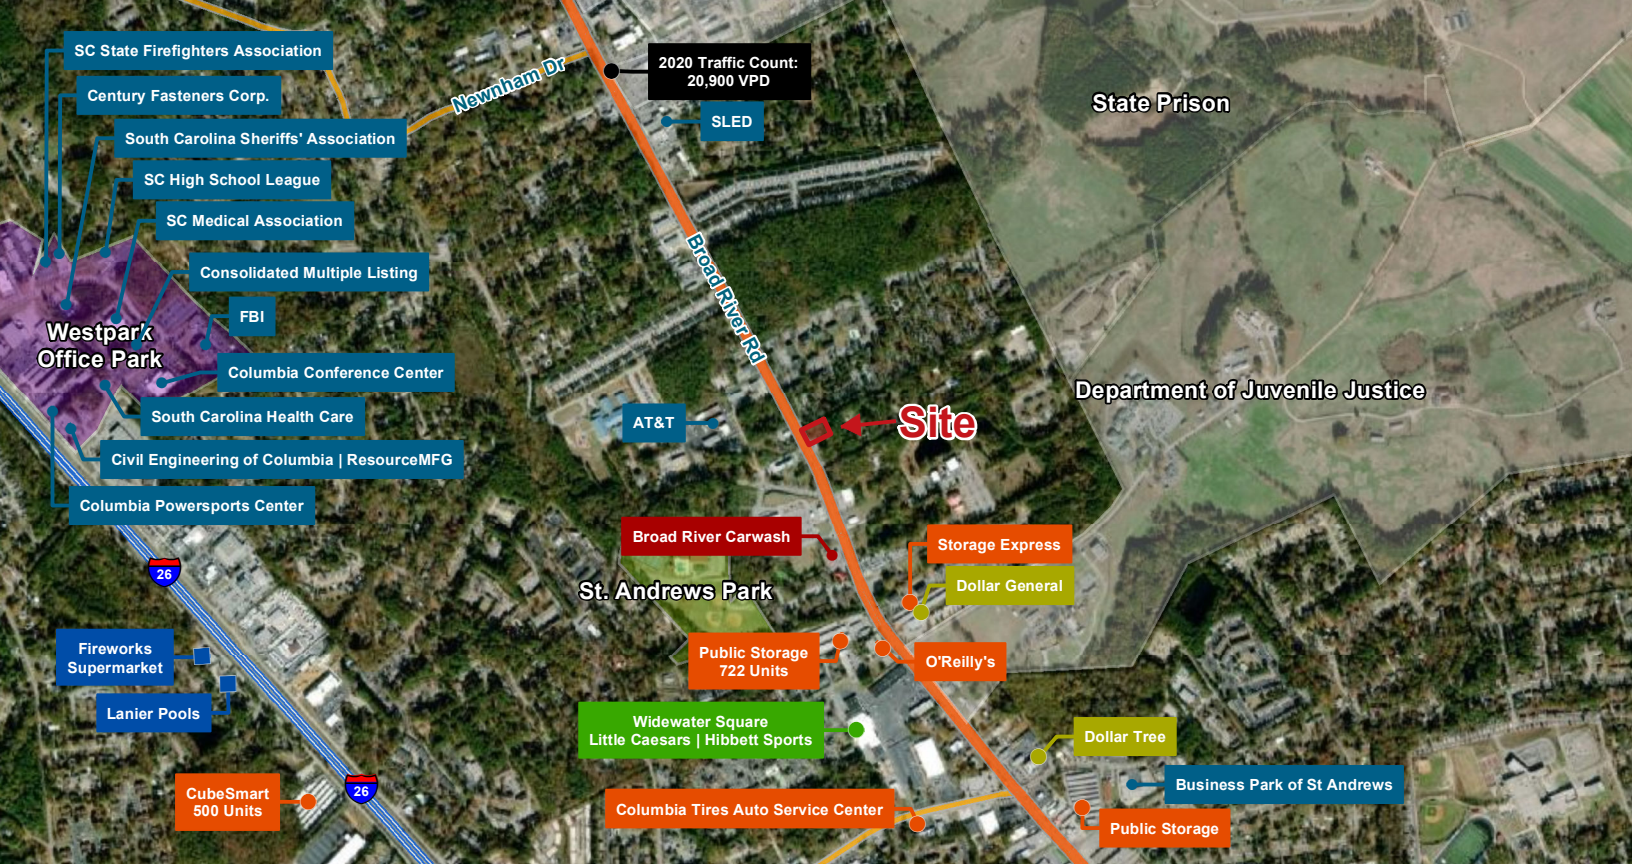 SC State Firefighters Association
Century Fasteners Corp.
South Carolina Sheriffs' Association
SC High School League
SC Medical Association
Consolidated Multiple Listing
FBI
Westpark
Office Park
Columbia Conference Center
South Carolina Health Care
Civil Engineering of Columbia | ResourceMFG
Columbia Powersports Center
Newnham Dr
2020 Traffic Count:
20,900 VPD
SLED
State Prison
Broad River Rd
Department of Juvenile Justice
AT&T
Site
Broad River Carwash
Storage Express
Dollar General
St. Andrews Park
26
Fireworks
Supermarket
Lanier Pools
Public Storage
722 Units
O'Reilly's
Widewater Square
Little Caesars | Hibbett Sports
Dollar Tree
Business Park of St Andrews
CubeSmart
500 Units
26
Columbia Tires Auto Service Center
Public Storage